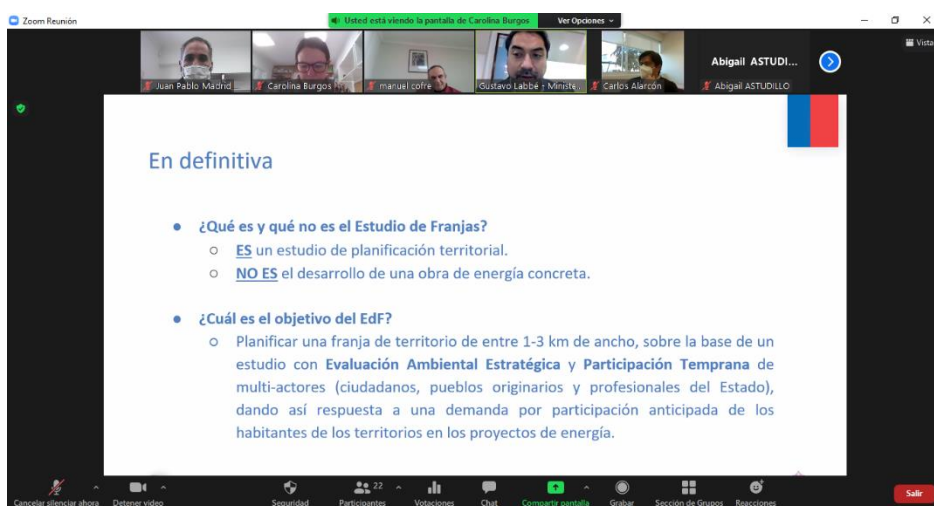 Zoom Reunión
Usted está viendo la pantalla de Carolina Burgos
Ver Opciones
Vista
Abigail ASTUDI...
Juan Pablo Madrid
Carolina Burgos
manuel cofre
Gustavo Labbé - Ministe...
Carlos Alarcón
Abigail ASTUDILLO
En definitiva
• ¿Qué es y qué no es el Estudio de Franjas?
○ ES un estudio de planificación territorial.
○ NO ES el desarrollo de una obra de energía concreta.
• ¿Cuál es el objetivo del EdF?
○ Planificar una franja de territorio de entre 1-3 km de ancho, sobre la base de un
estudio con Evaluación Ambiental Estratégica y Participación Temprana de
multi-actores (ciudadanos, pueblos originarios y profesionales del Estado),
dando así respuesta a una demanda por participación anticipada de los
habitantes de los territorios en los proyectos de energía.
Cancelar silenciar ahora
Detener video
Seguridad
Participantes
22
Votaciones
Chat
Compartir pantalla
Grabar
Sección de Grupos
Reacciones
Salir